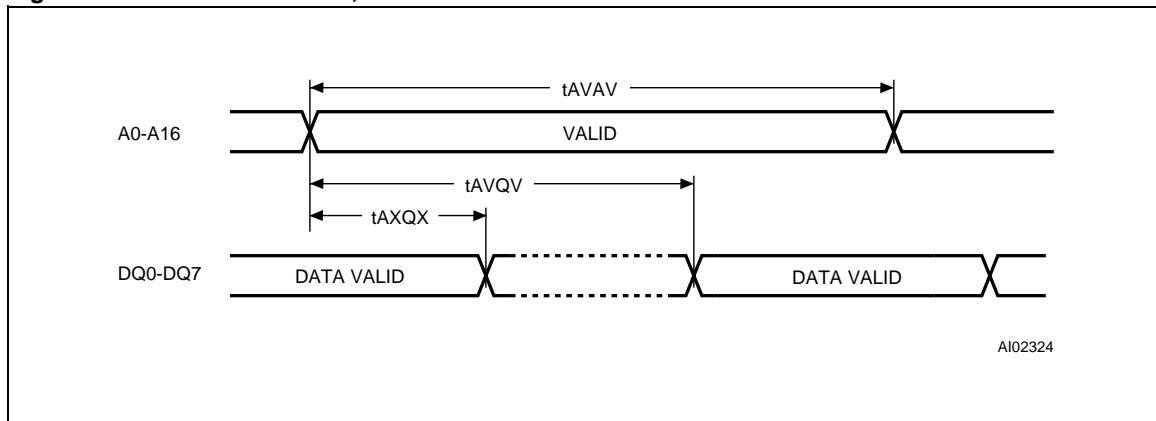 tAVAV
A0-A16
VALID
tAVQV
tAXQX
DQ0-DQ7
DATA VALID
DATA VALID
AI02324